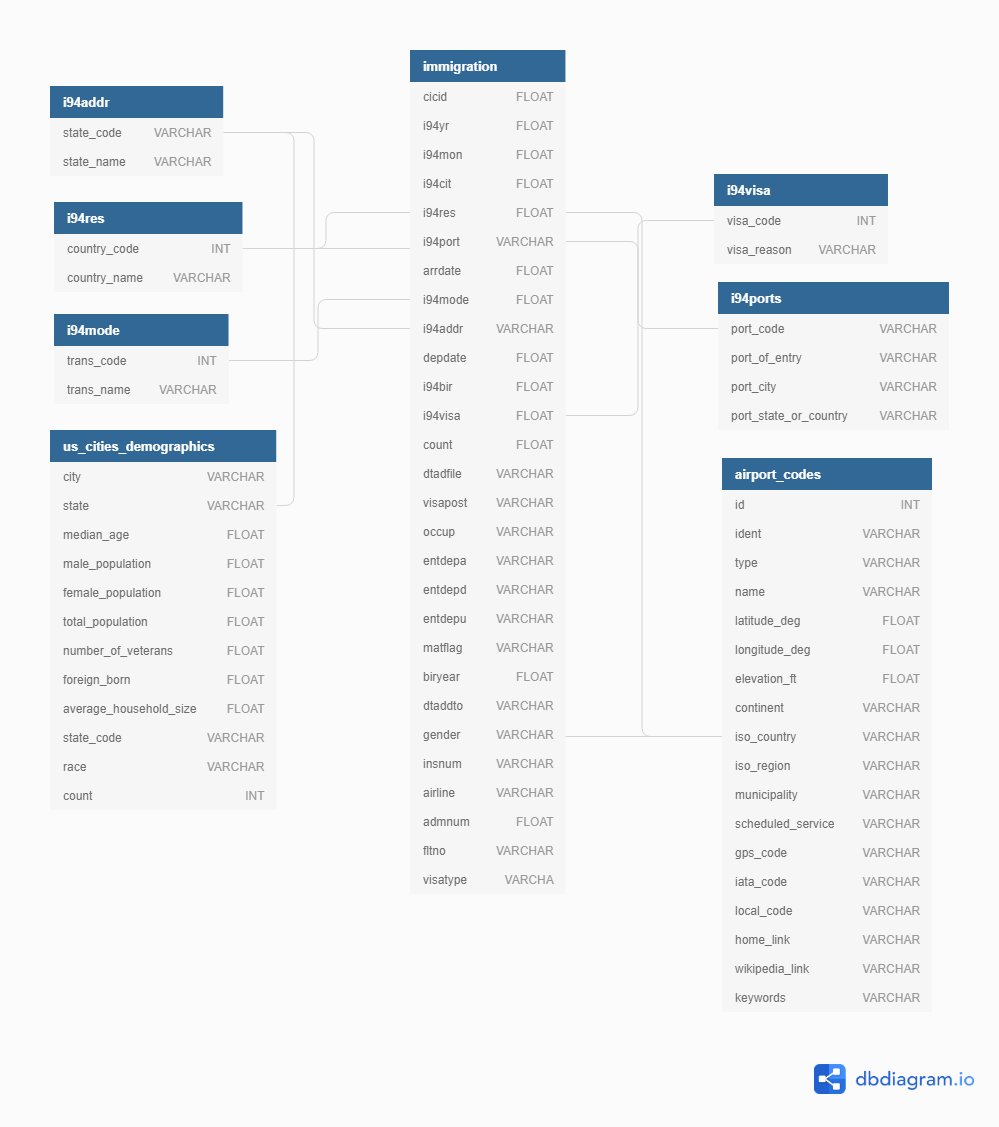 i94addr
state_code VARCHAR
state_name VARCHAR
i94res
country_code INT
country_name VARCHAR
i94mode
trans_code INT
trans_name VARCHAR
us_cities_demographics
city VARCHAR
state VARCHAR
median_age FLOAT
male_population FLOAT
female_population FLOAT
total_population FLOAT
number_of_veterans FLOAT
foreign_born FLOAT
average_household_size FLOAT
state_code VARCHAR
race VARCHAR
count INT
immigration
cicid FLOAT
i94yr FLOAT
i94mon FLOAT
i94cit FLOAT
i94res FLOAT
i94port VARCHAR
arrdate FLOAT
i94mode FLOAT
i94addr VARCHAR
depdate FLOAT
i94bir FLOAT
i94visa FLOAT
count FLOAT
dtadfile VARCHAR
visapost VARCHAR
occup VARCHAR
entdepa VARCHAR
entdepd VARCHAR
entdepu VARCHAR
matflag VARCHAR
biryear FLOAT
dtaddto VARCHAR
gender VARCHAR
insnum VARCHAR
airline VARCHAR
admnum FLOAT
fltno VARCHAR
visatype VARCHA
i94visa
visa_code INT
visa_reason VARCHAR
i94ports
port_code VARCHAR
port_of_entry VARCHAR
port_city VARCHAR
port_state_or_country VARCHAR
airport_codes
id INT
ident VARCHAR
type VARCHAR
name VARCHAR
latitude_deg FLOAT
longitude_deg FLOAT
elevation_ft FLOAT
continent VARCHAR
iso_country VARCHAR
iso_region VARCHAR
municipality VARCHAR
scheduled_service VARCHAR
gps_code VARCHAR
iata_code VARCHAR
local_code VARCHAR
home_link VARCHAR
wikipedia_link VARCHAR
keywords VARCHAR
dbdiagram.io